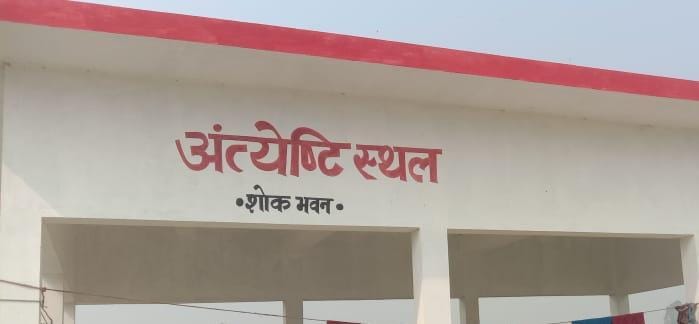 अंत्येष्टि स्थल
•शोक भवन•